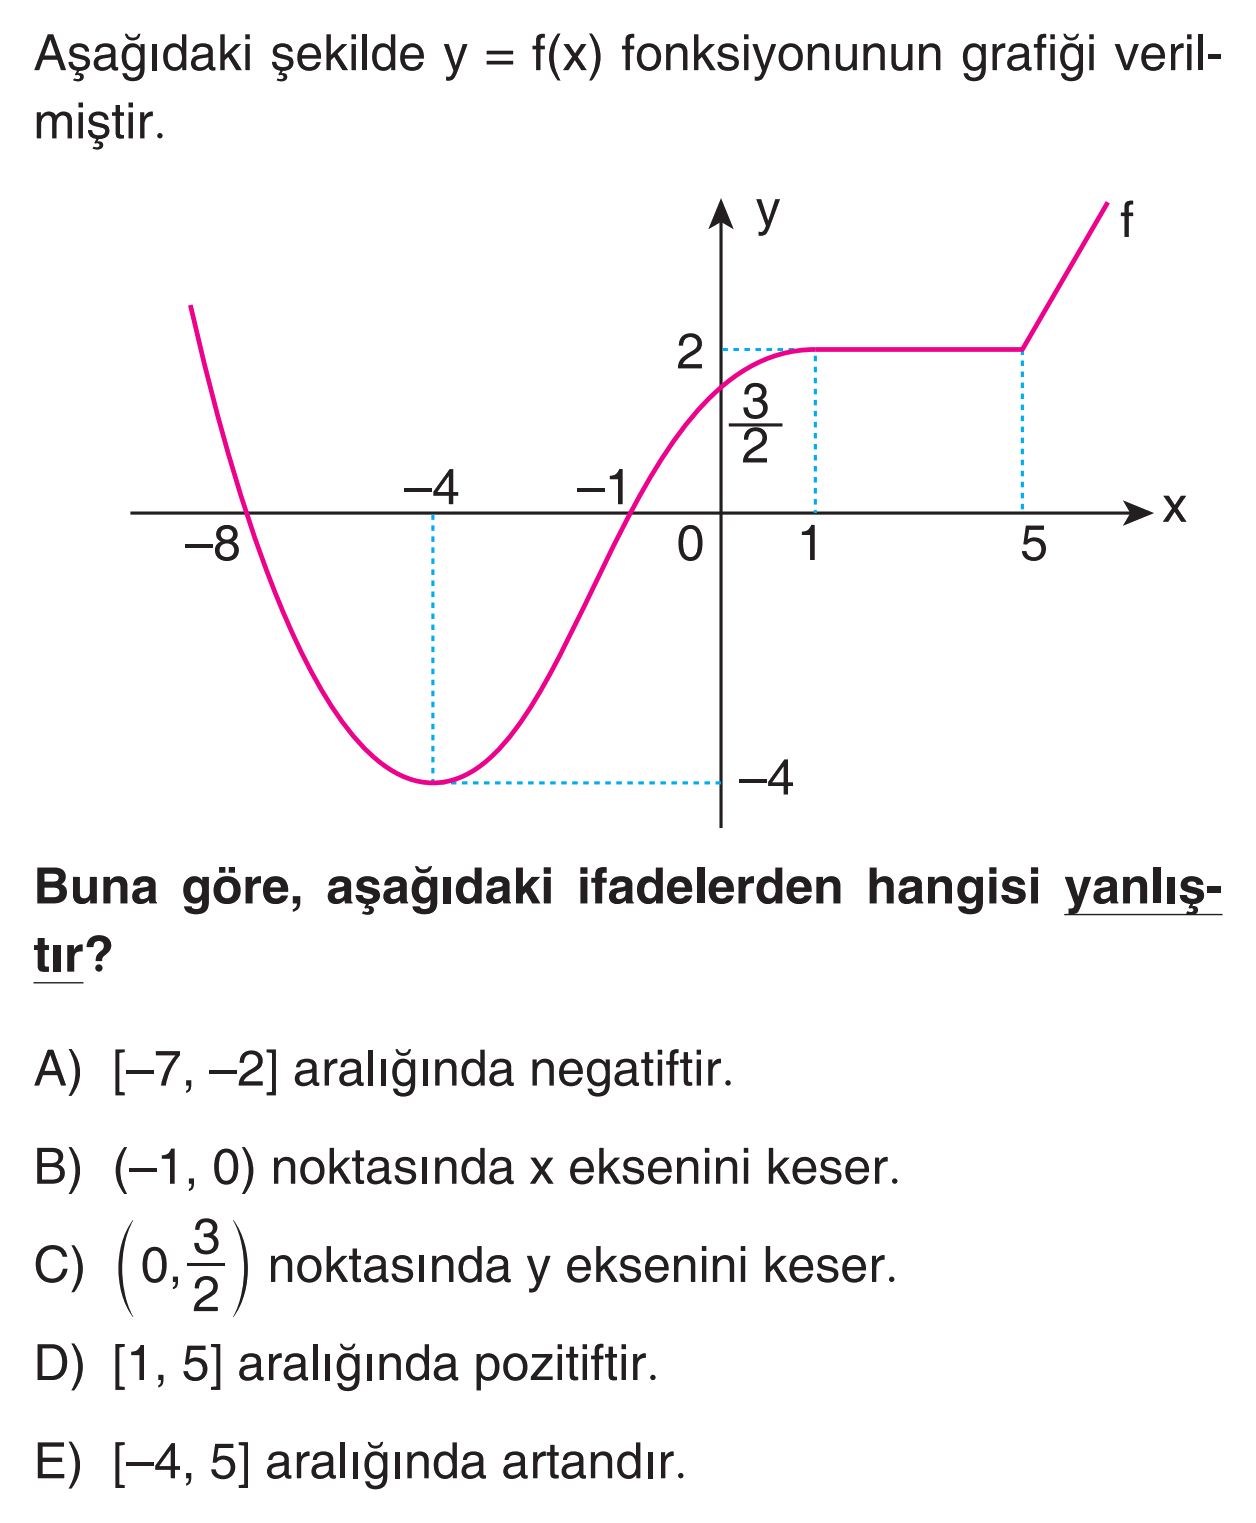 Aşağıdaki şekilde y = f(x) fonksiyonunun grafiği veril-
miştir.
y
f
2
3/2
–4
–1
x
–8
0
1
5
–4
Buna göre, aşağıdaki ifadelerden hangisi yanlış-
tır?
A) [–7, –2] aralığında negatiftir.
B) (–1, 0) noktasında x eksenini keser.
C) (0, 3/2) noktasında y eksenini keser.
D) [1, 5] aralığında pozitiftir.
E) [–4, 5] aralığında artandır.